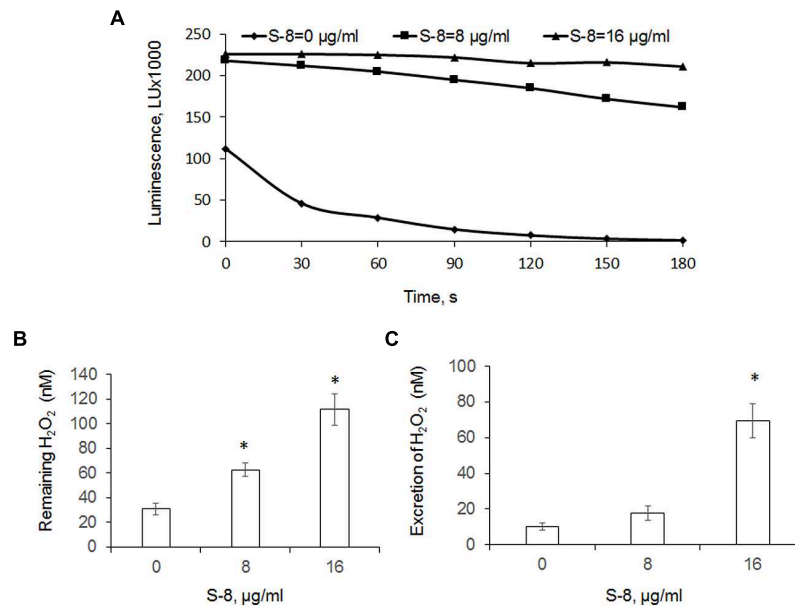 A
S-8=0 µg/ml S-8=8 µg/ml S-8=16 µg/ml
250
200
150
100
50
0
Luminescence, LUx1000
0 30 60 90 120 150 180
Time, s
B
140
120
100
80
60
40
20
0
Remaining H₂O₂ (nM)
*
*
0 8 16
S-8, µg/ml
C
100
80
60
40
20
0
Excretion of H₂O₂ (nM)
*
0 8 16
S-8, µg/ml